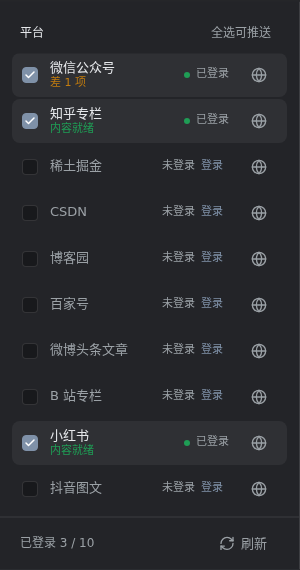 平台 全选可推送
微信公众号
差 1 项
已登录
知乎专栏
内容就绪
已登录
稀土掘金 未登录 登录
CSDN 未登录 登录
博客园 未登录 登录
百家号 未登录 登录
微博头条文章 未登录 登录
B 站专栏 未登录 登录
小红书
内容就绪
已登录
抖音图文 未登录 登录
已登录 3 / 10 刷新